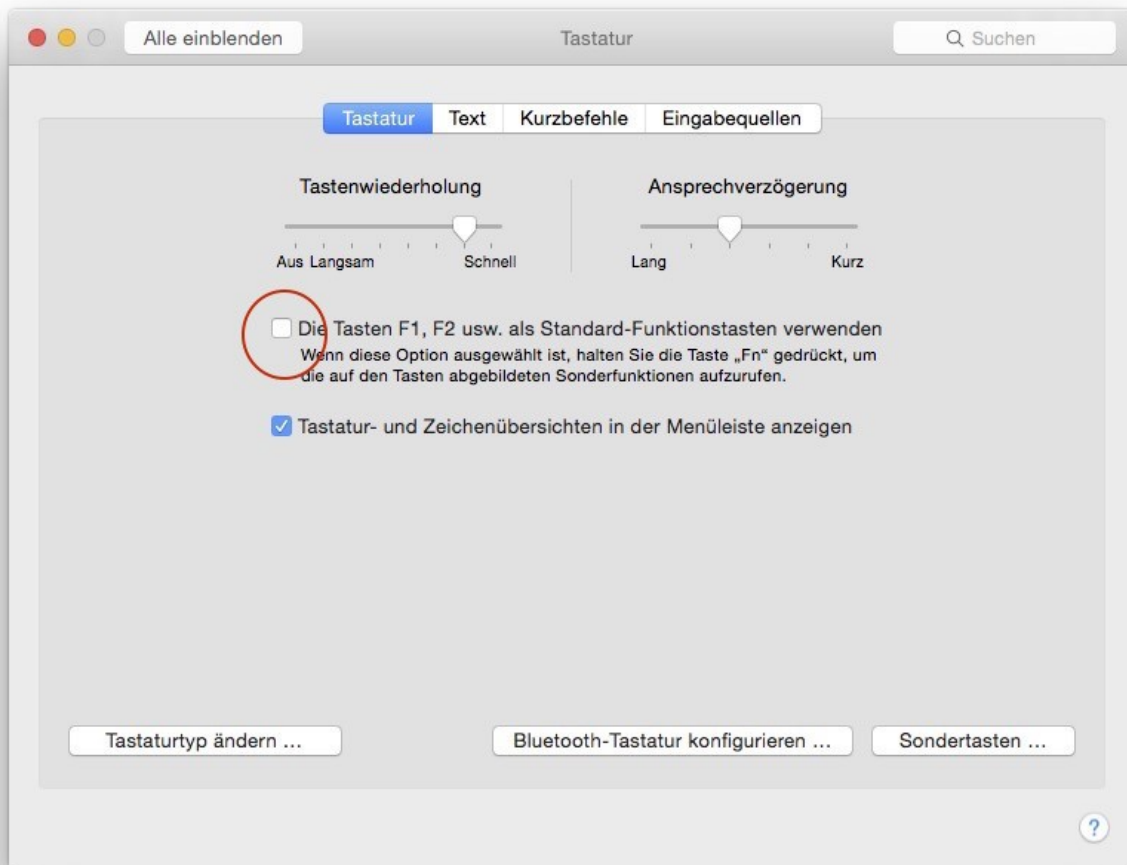 Alle einblenden
Tastatur
Suchen
Tastatur Text Kurzbefehle Eingabequellen
Tastenwiederholung
Ansprechverzögerung
Aus Langsam Schnell
Lang Kurz
Die Tasten F1, F2 usw. als Standard-Funktionstasten verwenden
Wenn diese Option ausgewählt ist, halten Sie die Taste „Fn“ gedrückt, um
die auf den Tasten abgebildeten Sonderfunktionen aufzurufen.
Tastatur- und Zeichenübersichten in der Menüleiste anzeigen
Tastaturtyp ändern ...
Bluetooth-Tastatur konfigurieren ...
Sondertasten ...
?